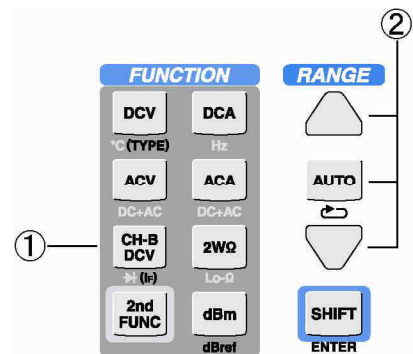 ②
FUNCTION RANGE
DCV DCA
°C (TYPE) Hz
ACV ACA AUTO
DC+AC DC+AC
①
CH-B DCV 2WΩ
(IF) Lo-Ω
2nd FUNC dBm SHIFT
dBref ENTER